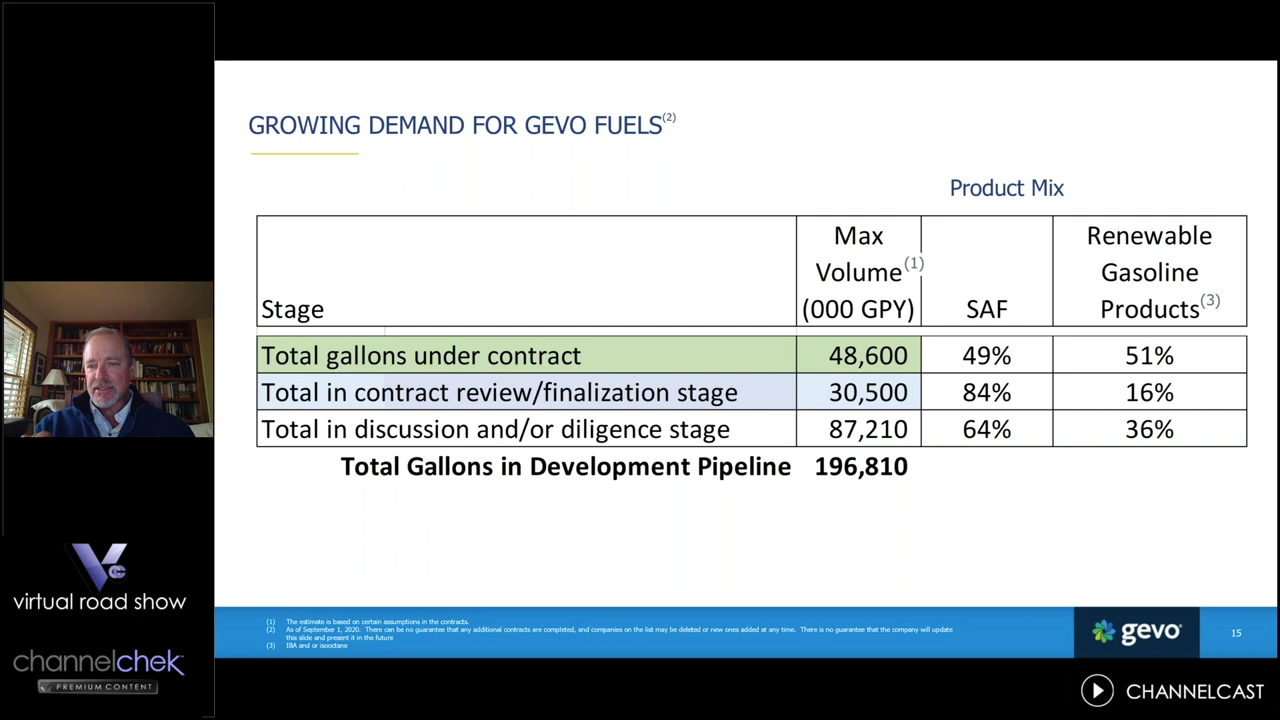 GROWING DEMAND FOR GEVO FUELS(2)
Product Mix
Stage
Max
Volume(1)
(000 GPY)
SAF
Renewable
Gasoline
Products(3)
Total gallons under contract 48,600 49% 51%
Total in contract review/finalization stage 30,500 84% 16%
Total in discussion and/or diligence stage 87,210 64% 36%
Total Gallons in Development Pipeline 196,810
(1) The estimate is based on certain assumptions in the contracts.
(2) As of September 1, 2020. There can be no guarantee that any additional contracts are completed, and companies on the list may be deleted or new ones added at any time. There is no guarantee that the company will update
this slide and present it in the future
(3) IBA and or isooctane
gevo
15
VC
virtual road show
channelchek
PREMIUM CONTENT
CHANNELCAST